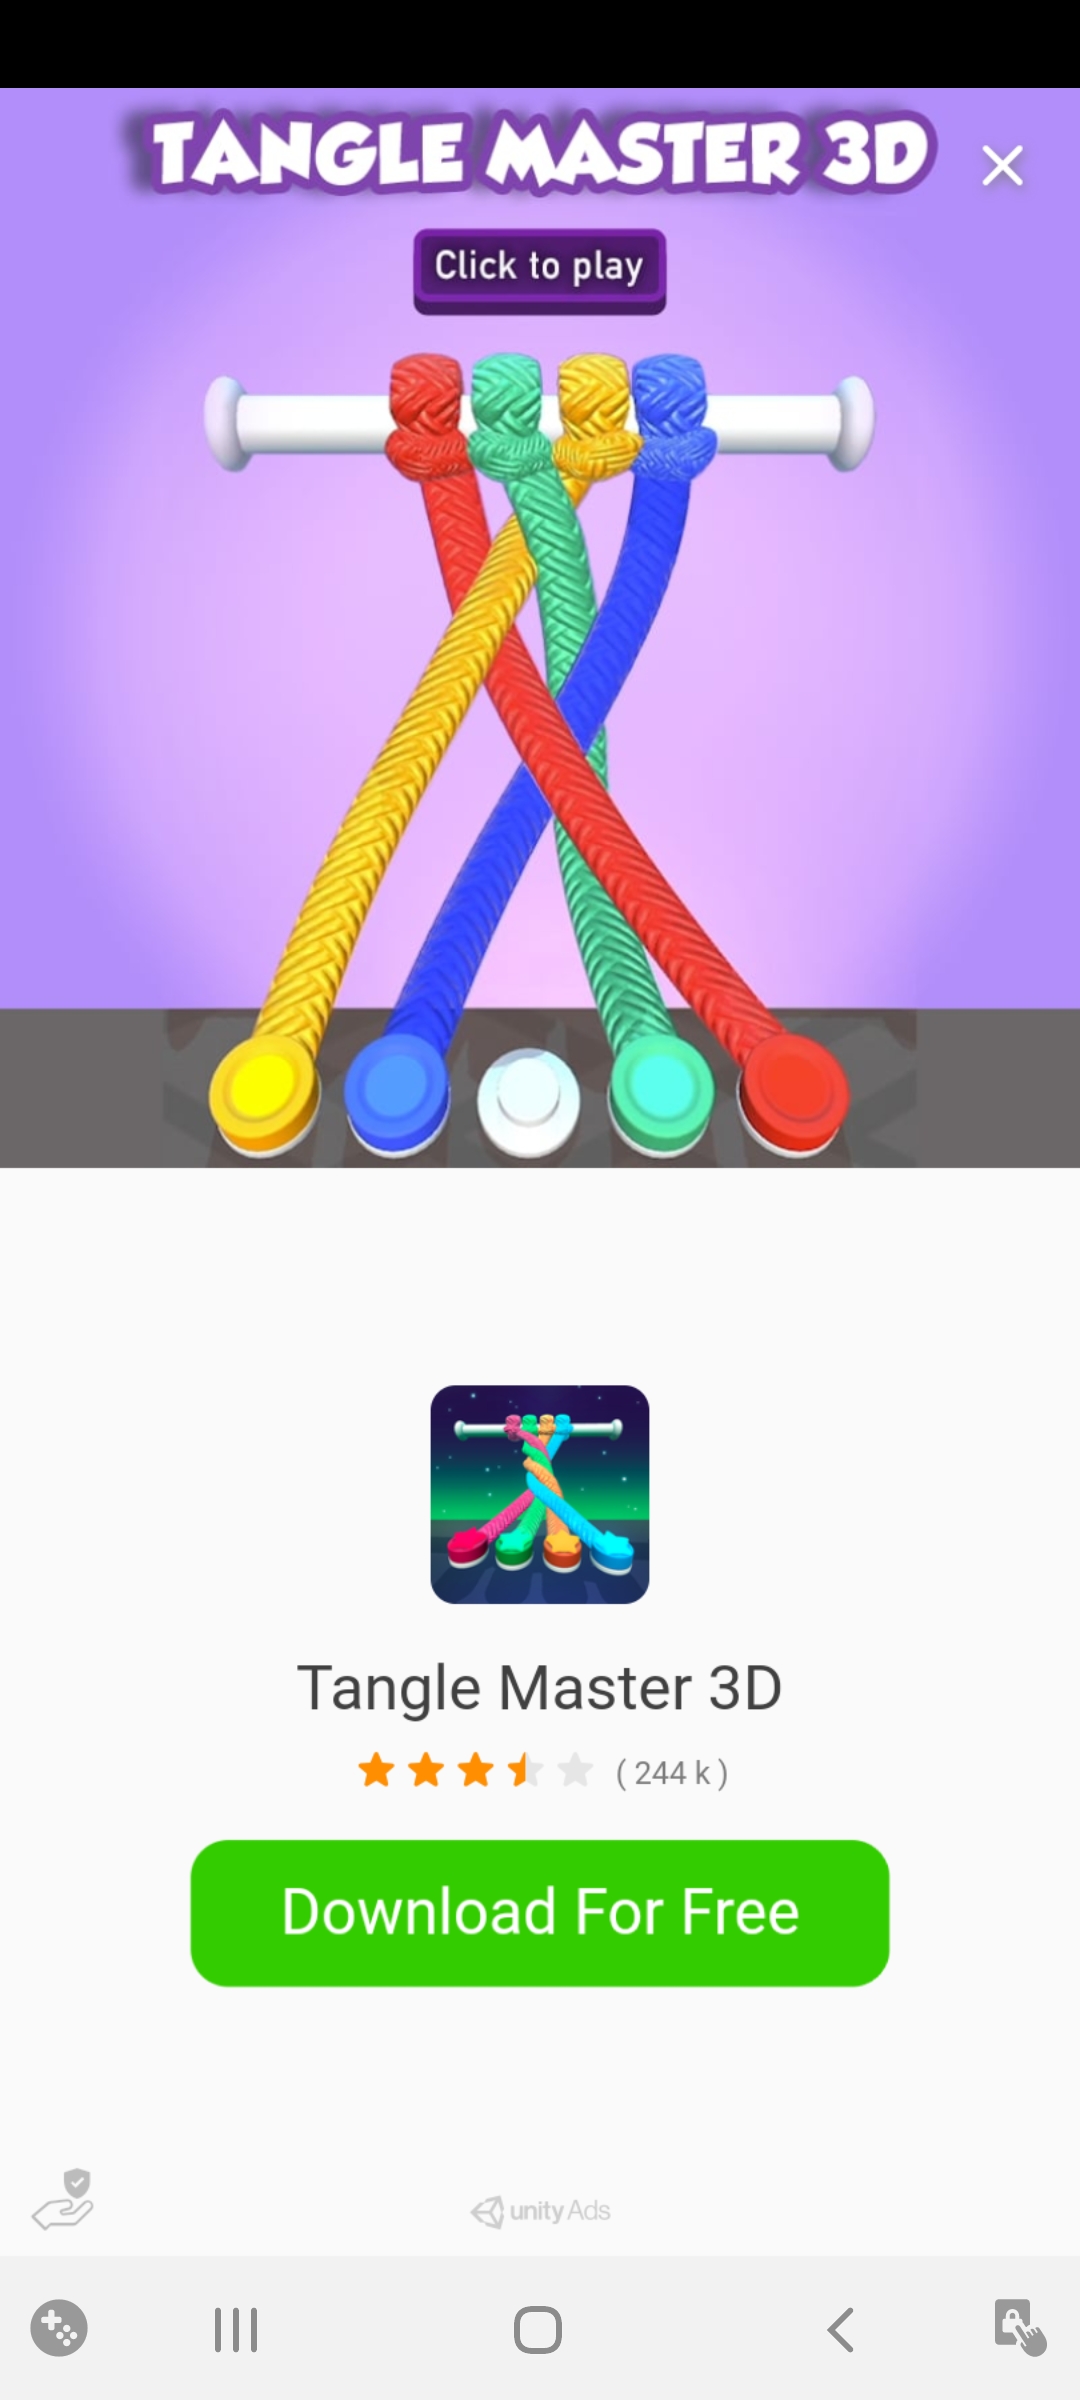 TANGLE MASTER 3D
Click to play
Tangle Master 3D
( 244 k )
Download For Free
unity Ads